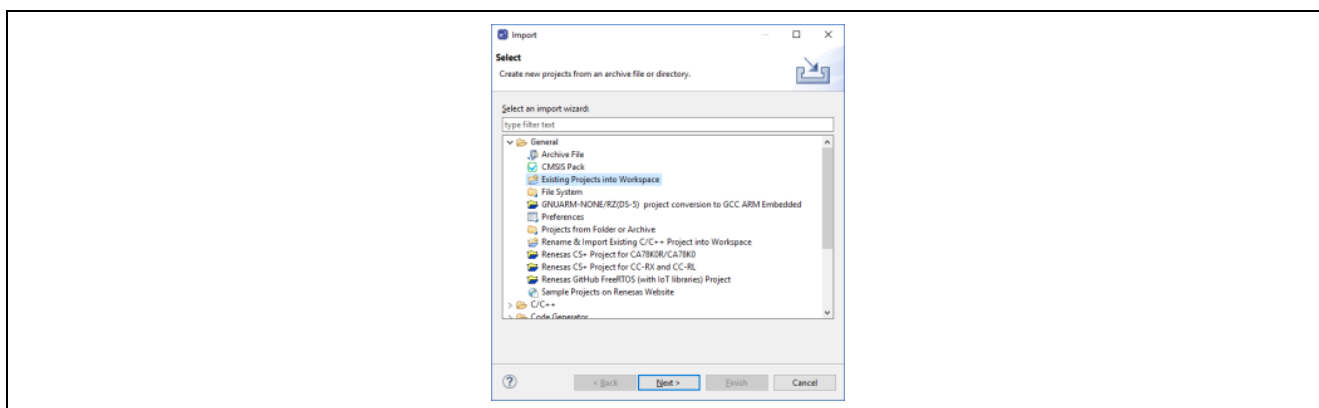 Import
Select
Create new projects from an archive file or directory.
Select an import wizard:
type filter text
General
Archive File
CMSIS Pack
Existing Projects into Workspace
File System
GNUARM-NONE/RZ(DS-5) project conversion to GCC ARM Embedded
Preferences
Projects from Folder or Archive
Rename & Import Existing C/C++ Project into Workspace
Renesas CS+ Project for CA78K0R/CA78K0
Renesas CS+ Project for CC-RX and CC-RL
Renesas GitHub FreeRTOS (with IoT libraries) Project
Sample Projects on Renesas Website
C/C++
Code Generator
? < Back Next > Finish Cancel